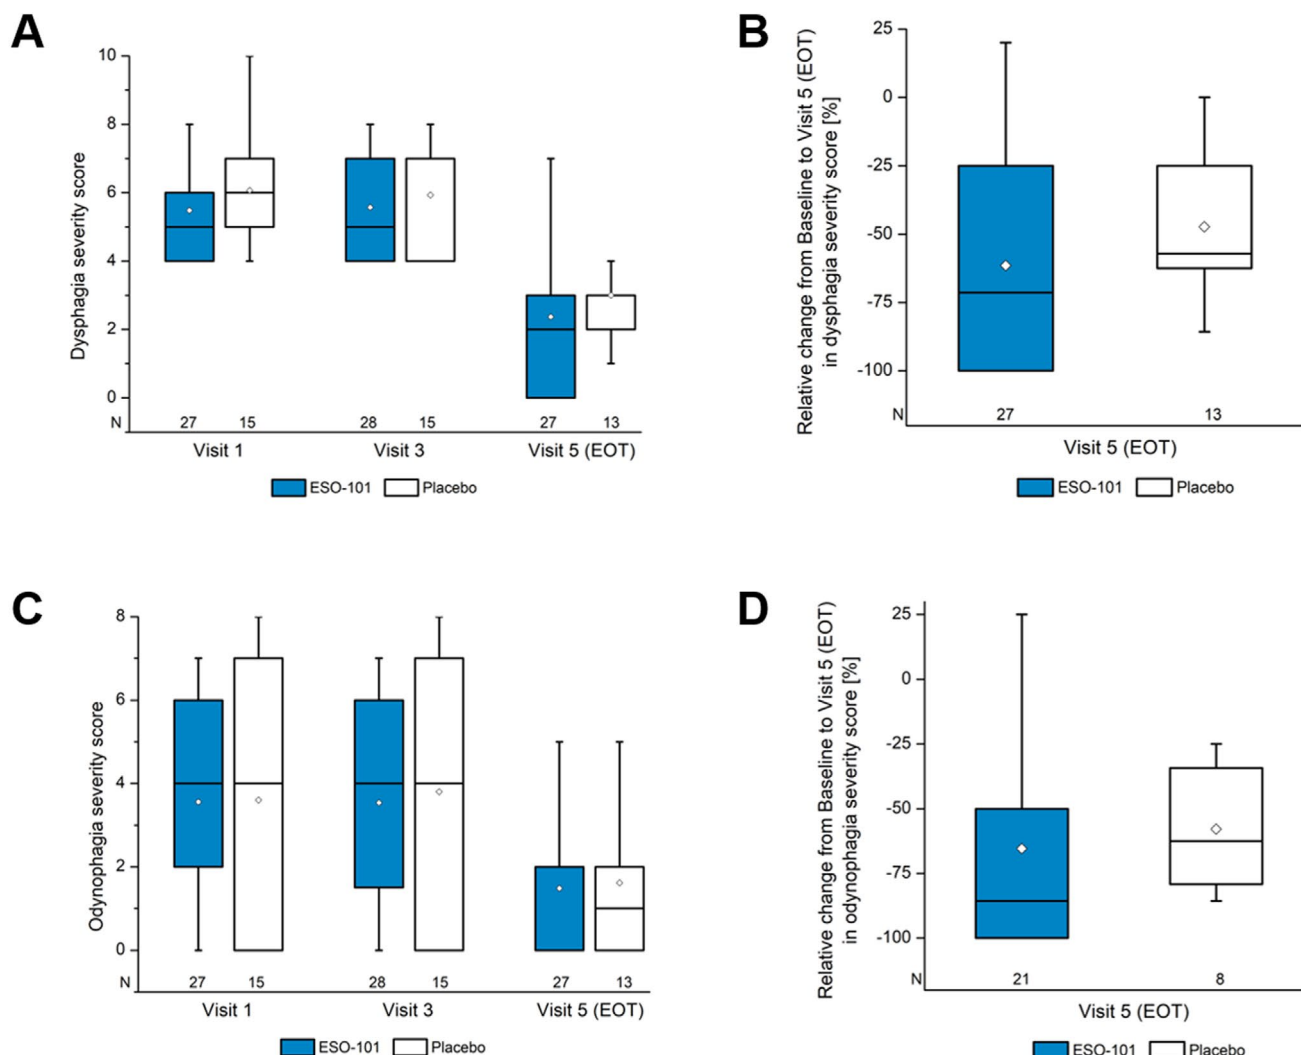 A
10
8
6
4
2
0
Dysphagia severity score
N 27 15 28 15 27 13
Visit 1 Visit 3 Visit 5 (EOT)
ESO-101 Placebo
B
Relative change from Baseline to Visit 5 (EOT)
in dysphagia severity score [%]
25
0
-25
-50
-75
-100
N 27 13
Visit 5 (EOT)
ESO-101 Placebo
C
8
6
4
2
0
Odynophagia severity score
N 27 15 28 15 27 13
Visit 1 Visit 3 Visit 5 (EOT)
ESO-101 Placebo
D
Relative change from Baseline to Visit 5 (EOT)
in odynophagia severity score [%]
25
0
-25
-50
-75
-100
N 21 8
Visit 5 (EOT)
ESO-101 Placebo